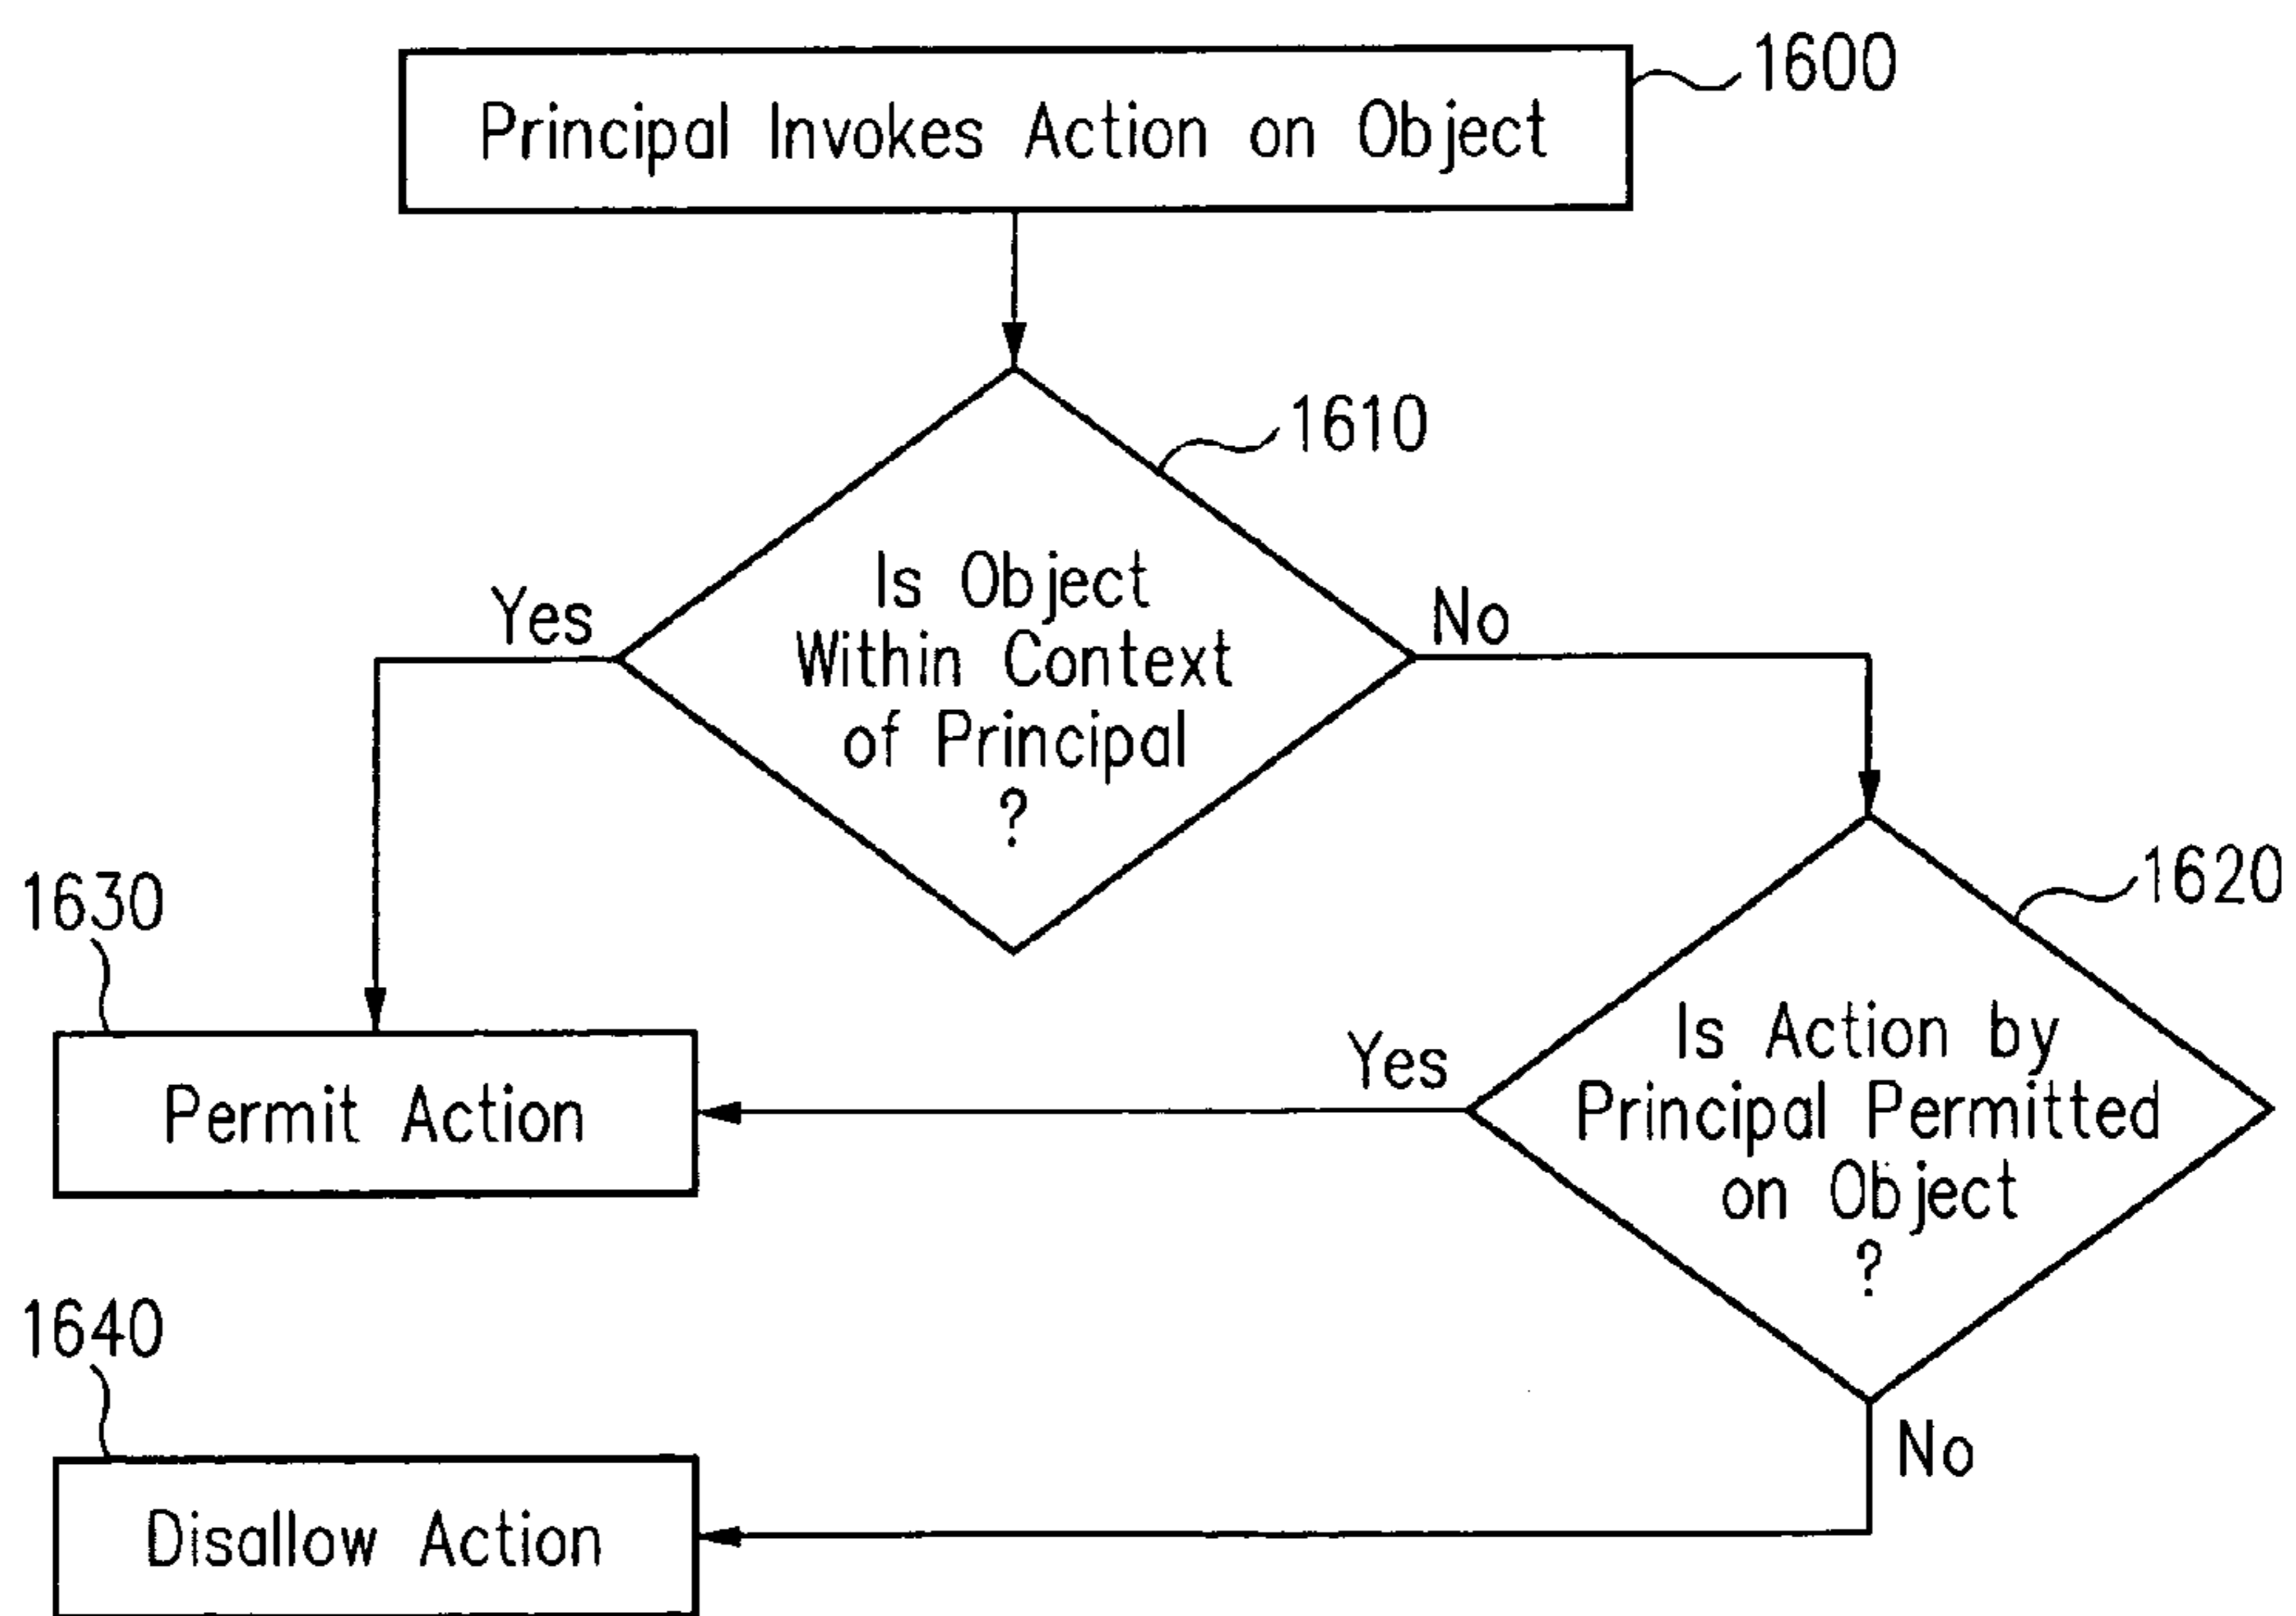 1600
Principal Invokes Action on Object
1610
Is Object
Within Context
of Principal
?
Yes
No
1620
1630
Is Action by
Principal Permitted
on Object
?
Yes
Permit Action
No
1640
Disallow Action